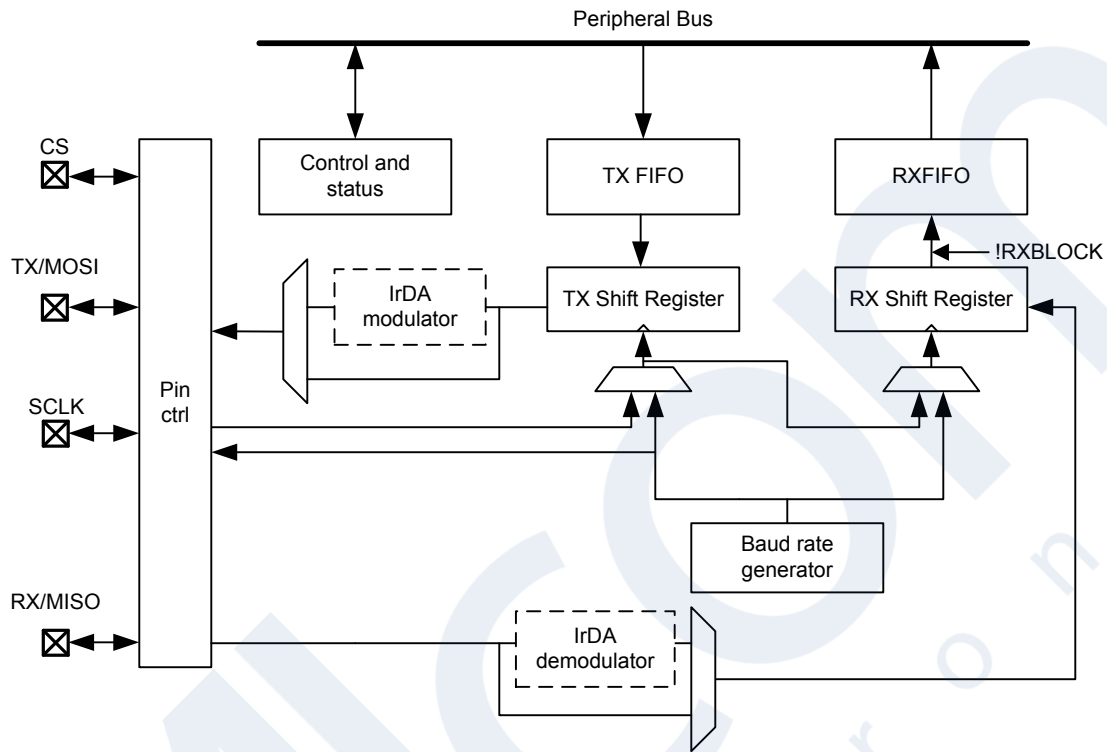 Peripheral Bus
CS
Control and
status
TX FIFO
RXFIFO
!RXBLOCK
TX/MOSI
IrDA
modulator
TX Shift Register
RX Shift Register
Pin
ctrl
SCLK
Baud rate
generator
RX/MISO
IrDA
demodulator